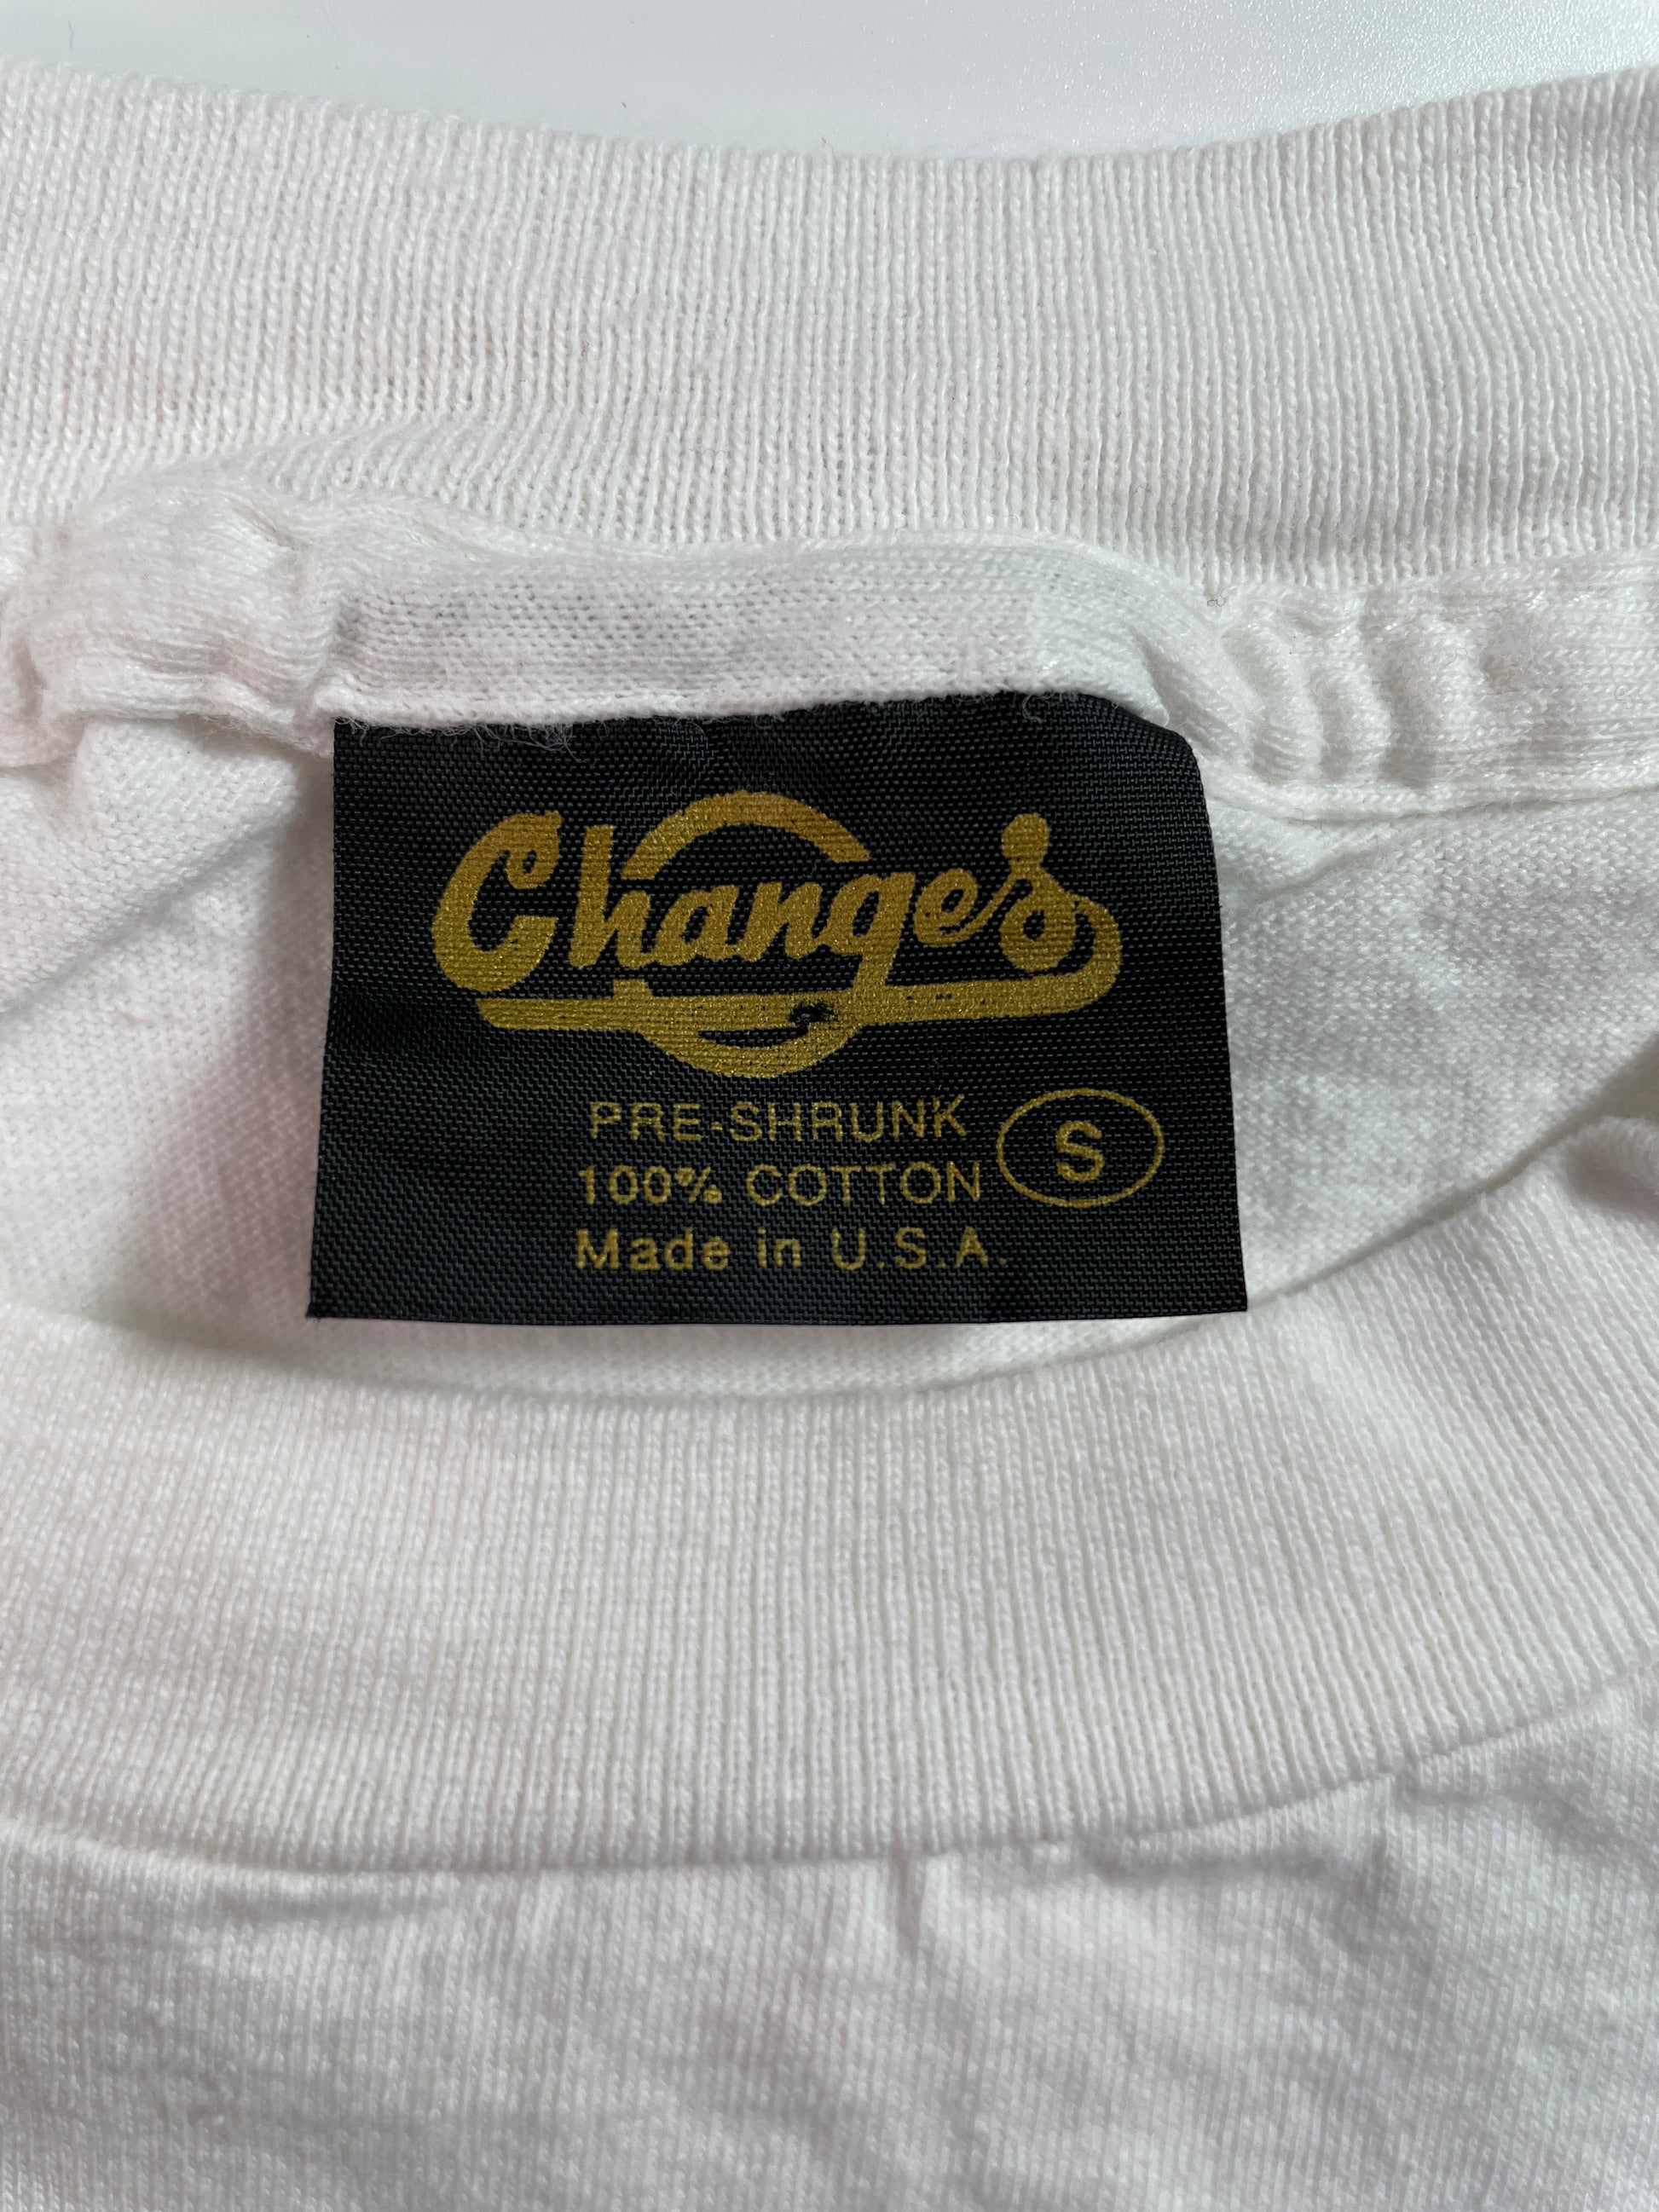 Changes
PRE-SHRUNK
100% COTTON
S
Made in U.S.A.